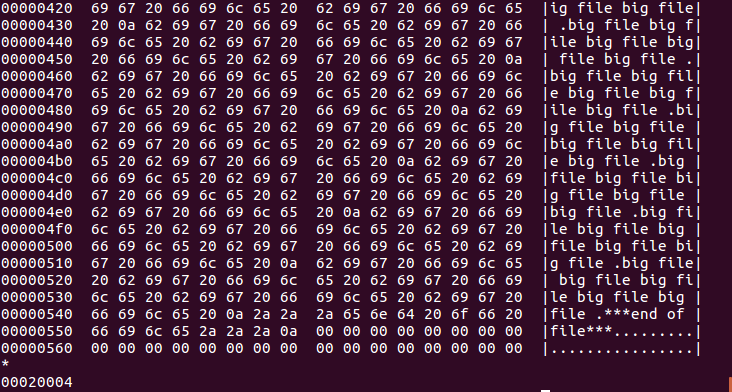 00000420  69 67 20 66 69 6c 65 20  62 69 67 20 66 69 6c 65  |ig file big file|
00000430  20 0a 62 69 67 20 66 69  6c 65 20 62 69 67 20 66  | .big file big f|
00000440  69 6c 65 20 62 69 67 20  66 69 6c 65 20 62 69 67  |ile big file big|
00000450  20 66 69 6c 65 20 62 69  67 20 66 69 6c 65 20 0a  | file big file .|
00000460  62 69 67 20 66 69 6c 65  20 62 69 67 20 66 69 6c  |big file big fil|
00000470  65 20 62 69 67 20 66 69  6c 65 20 62 69 67 20 66  |e big file big f|
00000480  69 6c 65 20 62 69 67 20  66 69 6c 65 20 0a 62 69  |ile big file .bi|
00000490  67 20 66 69 6c 65 20 62  69 67 20 66 69 6c 65 20  |g file big file |
000004a0  62 69 67 20 66 69 6c 65  20 62 69 67 20 66 69 6c  |big file big fil|
000004b0  65 20 62 69 67 20 66 69  6c 65 20 0a 62 69 67 20  |e big file .big |
000004c0  66 69 6c 65 20 62 69 67  20 66 69 6c 65 20 62 69  |file big file bi|
000004d0  67 20 66 69 6c 65 20 62  69 67 20 66 69 6c 65 20  |g file big file |
000004e0  62 69 67 20 66 69 6c 65  20 0a 62 69 67 20 66 69  |big file .big fi|
000004f0  6c 65 20 62 69 67 20 66  69 6c 65 20 62 69 67 20  |le big file big |
00000500  66 69 6c 65 20 62 69 67  20 66 69 6c 65 20 62 69  |file big file bi|
00000510  67 20 66 69 6c 65 20 0a  62 69 67 20 66 69 6c 65  |g file .big file|
00000520  20 62 69 67 20 66 69 6c  65 20 62 69 67 20 66 69  | big file big fi|
00000530  6c 65 20 62 69 67 20 66  69 6c 65 20 62 69 67 20  |le big file big |
00000540  66 69 6c 65 20 0a 2a 2a  2a 65 6e 64 20 6f 66 20  |file .***end of |
00000550  66 69 6c 65 2a 2a 2a 0a  00 00 00 00 00 00 00 00  |file***.........|
00000560  00 00 00 00 00 00 00 00  00 00 00 00 00 00 00 00  |................|
*
00020004